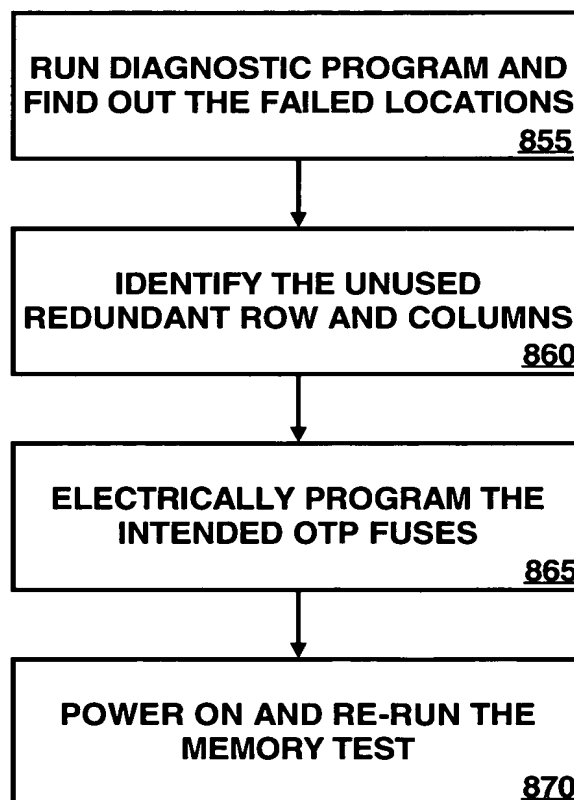 RUN DIAGNOSTIC PROGRAM AND
FIND OUT THE FAILED LOCATIONS
855
IDENTIFY THE UNUSED
REDUNDANT ROW AND COLUMNS
860
ELECTRICALLY PROGRAM THE
INTENDED OTP FUSES
865
POWER ON AND RE-RUN THE
MEMORY TEST
870